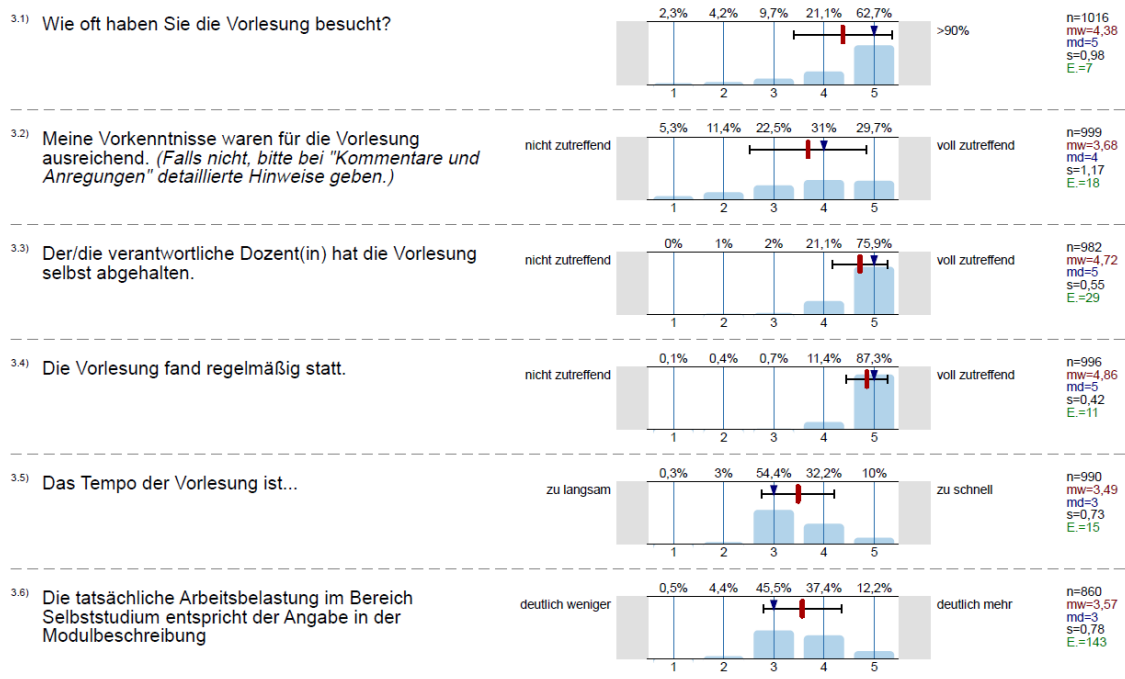 3.1) Wie oft haben Sie die Vorlesung besucht?
2,3% 4,2% 9,7% 21,1% 62,7%
>90%
1 2 3 4 5
n=1016
mw=4,38
md=5
s=0,98
E.=7
3.2) Meine Vorkenntnisse waren für die Vorlesung
ausreichend. (Falls nicht, bitte bei "Kommentare und
Anregungen" detaillierte Hinweise geben.)
nicht zutreffend
5,3% 11,4% 22,5% 31% 29,7%
voll zutreffend
1 2 3 4 5
n=999
mw=3,68
md=4
s=1,17
E.=18
3.3) Der/die verantwortliche Dozent(in) hat die Vorlesung
selbst abgehalten.
nicht zutreffend
0% 1% 2% 21,1% 75,9%
voll zutreffend
1 2 3 4 5
n=982
mw=4,72
md=5
s=0,55
E.=29
3.4) Die Vorlesung fand regelmäßig statt.
nicht zutreffend
0,1% 0,4% 0,7% 11,4% 87,3%
voll zutreffend
1 2 3 4 5
n=996
mw=4,86
md=5
s=0,42
E.=11
3.5) Das Tempo der Vorlesung ist...
zu langsam
0,3% 3% 54,4% 32,2% 10%
zu schnell
1 2 3 4 5
n=990
mw=3,49
md=3
s=0,73
E.=15
3.6) Die tatsächliche Arbeitsbelastung im Bereich
Selbststudium entspricht der Angabe in der
Modulbeschreibung
deutlich weniger
0,5% 4,4% 45,5% 37,4% 12,2%
deutlich mehr
1 2 3 4 5
n=860
mw=3,57
md=3
s=0,78
E.=143